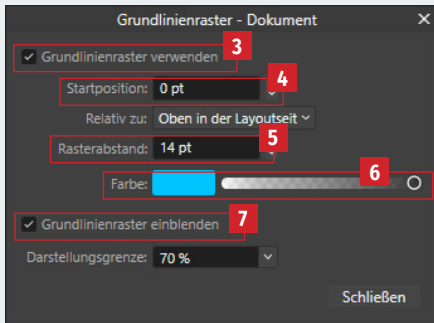 Grundlinienraster - Dokument ×
Grundlinienraster verwenden 3
Startposition: 0 pt 4
Relativ zu: Oben in der Layoutseit
Rasterabstand: 14 pt 5
Farbe: 6
Grundlinienraster einblenden 7
Darstellungsgrenze: 70 %
Schließen